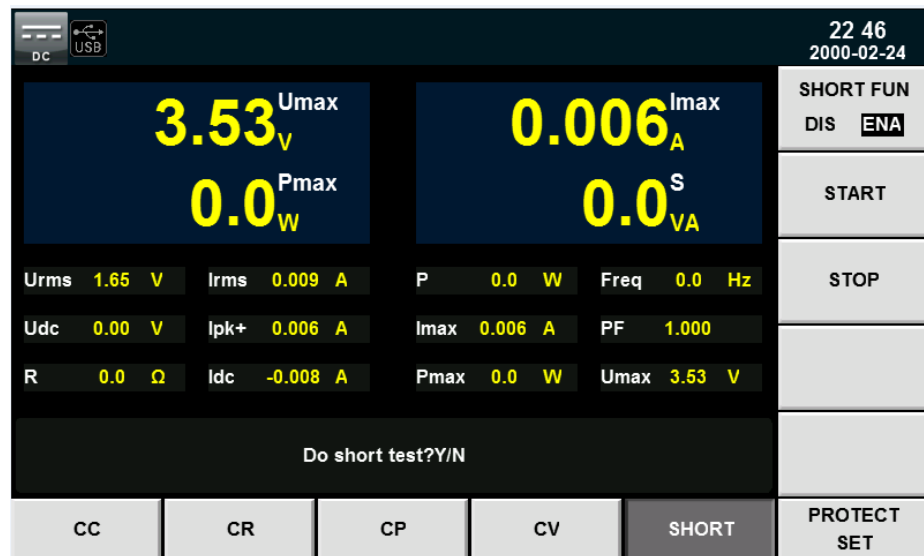 DC USB 22 46
2000-02-24
3.53 V Umax 0.006 A Imax
0.0 W Pmax 0.0 VA S
Urms 1.65 V Irms 0.009 A P 0.0 W Freq 0.0 Hz
Udc 0.00 V Ipk+ 0.006 A Imax 0.006 A PF 1.000
R 0.0 Ω Idc -0.008 A Pmax 0.0 W Umax 3.53 V
Do short test?Y/N
SHORT FUN
DIS ENA
START
STOP
CC CR CP CV SHORT
PROTECT
SET